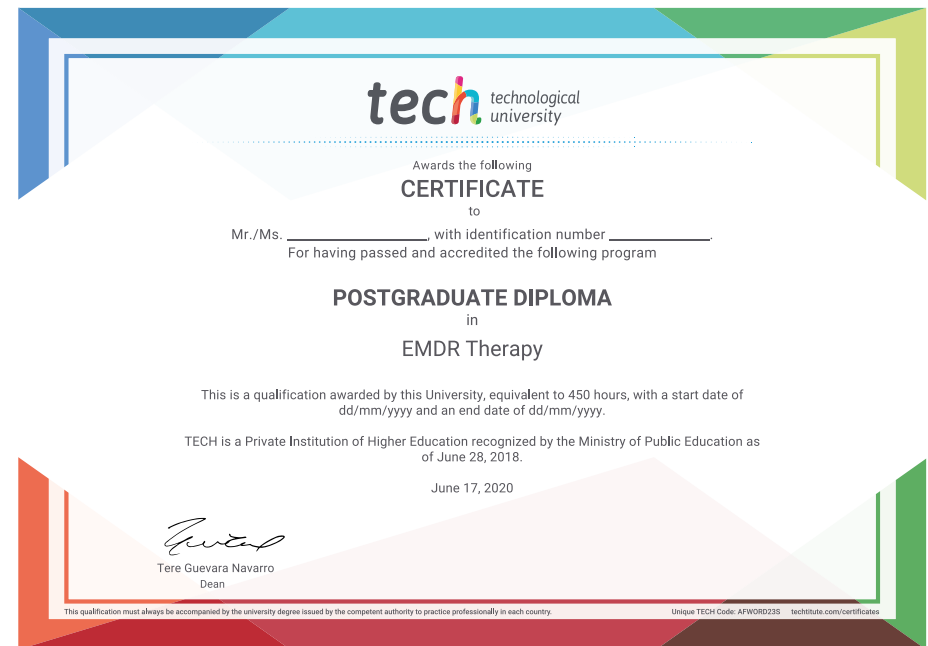 tech technological
university
Awards the following
CERTIFICATE
to
Mr./Ms. ____________________, with identification number ______________.
For having passed and accredited the following program
POSTGRADUATE DIPLOMA
in
EMDR Therapy
This is a qualification awarded by this University, equivalent to 450 hours, with a start date of
dd/mm/yyyy and an end date of dd/mm/yyyy.
TECH is a Private Institution of Higher Education recognized by the Ministry of Public Education as
of June 28, 2018.
June 17, 2020
Tere Guevara Navarro
Dean
This qualification must always be accompanied by the university degree issued by the competent authority to practice professionally in each country.
Unique TECH Code: AFWORD23S techtitute.com/certificates